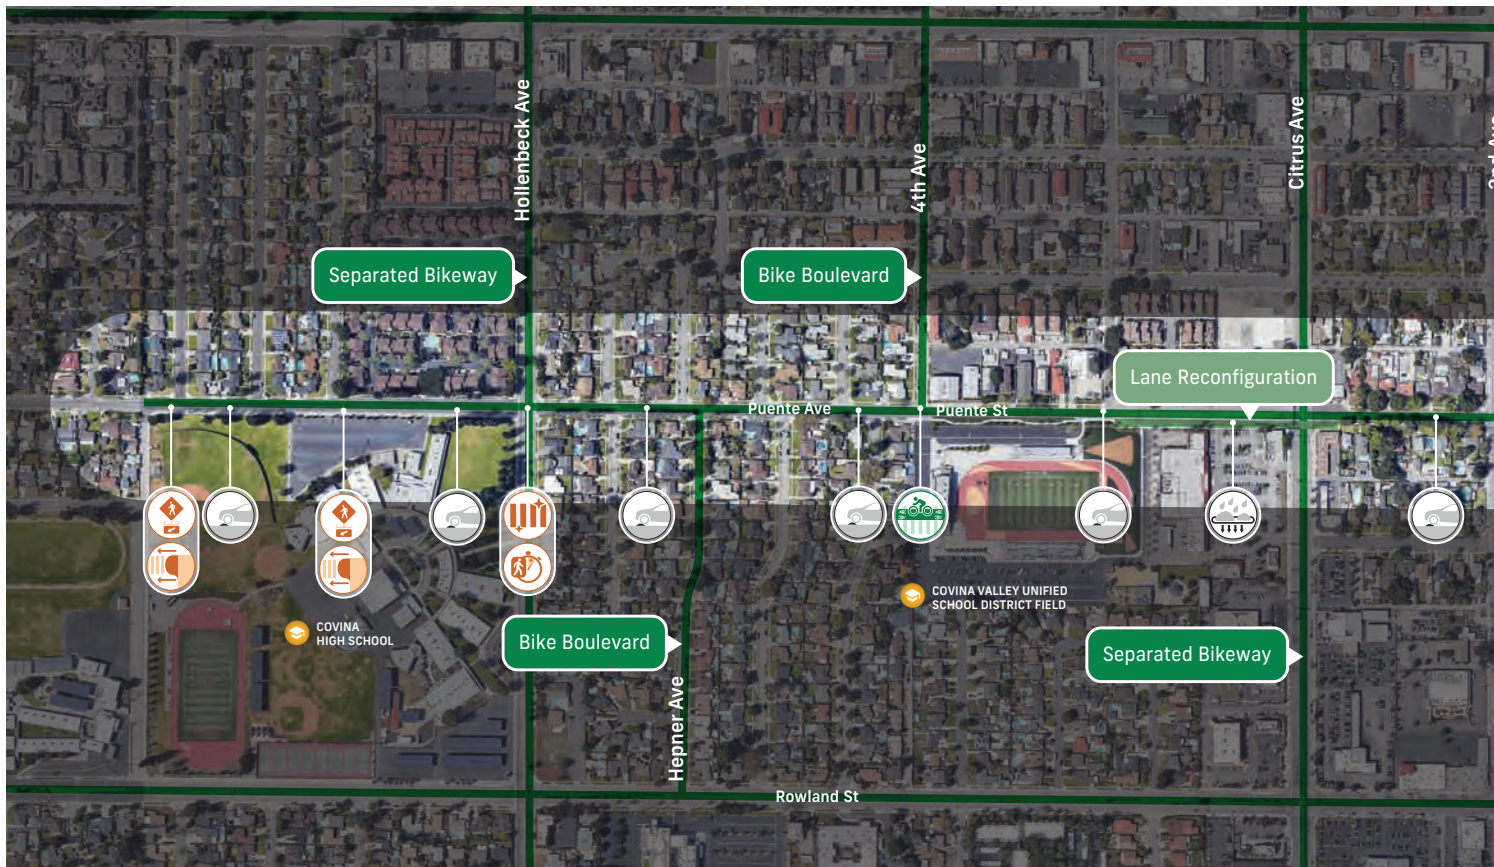 Hollenbeck Ave
4th Ave
Citrus Ave
Separated Bikeway
Bike Boulevard
Lane Reconfiguration
Puente Ave
Puente St
COVINA VALLEY UNIFIED
SCHOOL DISTRICT FIELD
COVINA
HIGH SCHOOL
Bike Boulevard
Separated Bikeway
Hepner Ave
Rowland St